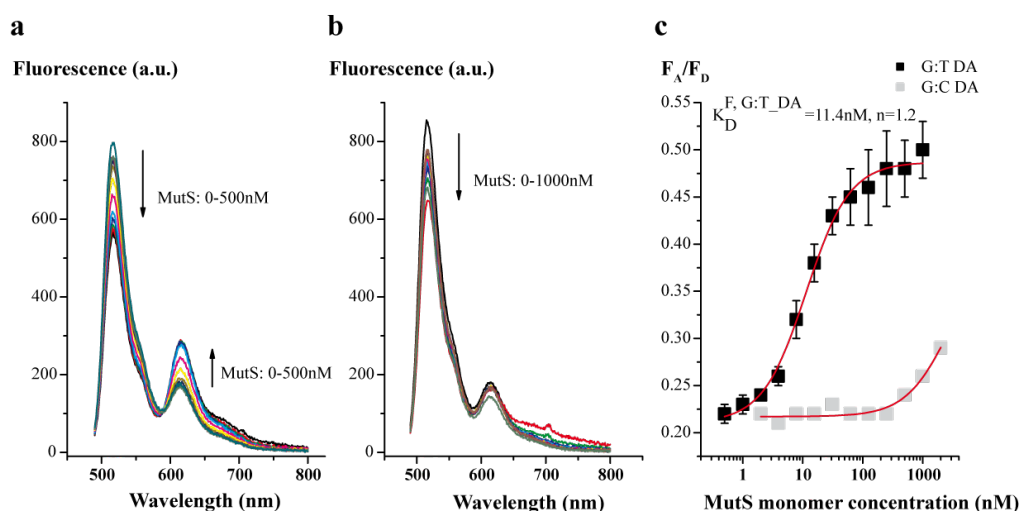 a
Fluorescence (a.u.)
800
600
400
200
0
MutS: 0-500nM
MutS: 0-500nM
500 600 700 800
Wavelength (nm)
b
Fluorescence (a.u.)
800
600
400
200
0
MutS: 0-1000nM
500 600 700 800
Wavelength (nm)
c
F_A/F_D
G:T DA
G:C DA
K_D^F, G:T_DA =11.4nM, n=1.2
0.55
0.50
0.45
0.40
0.35
0.30
0.25
0.20
1 10 100 1000
MutS monomer concentration (nM)